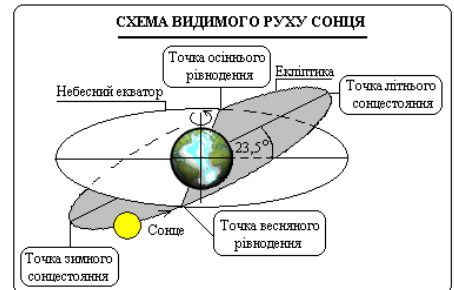 СХЕМА ВИДИМОГО РУХУ СОНЦЯ
Точка осіннього
рівнодення
Екліптика
Небесний екватор
Точка літнього
сонцестояння
23,5°
Сонце
Точка весняного
рівнодення
Точка зимного
сонцестояння